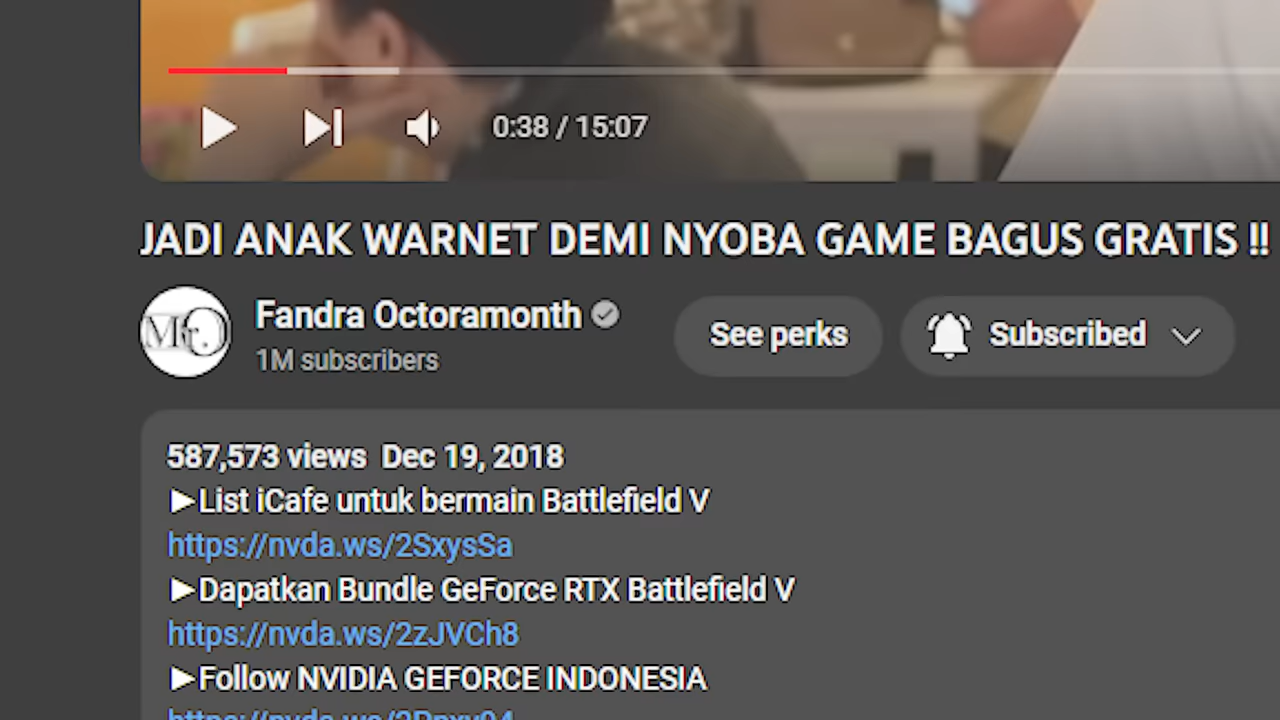 0:38 / 15:07
JADI ANAK WARNET DEMI NYOBA GAME BAGUS GRATIS !!
MrO
Fandra Octoramonth
1M subscribers
See perks
Subscribed
587,573 views Dec 19, 2018
►List iCafe untuk bermain Battlefield V
https://nvda.ws/2SxysSa
►Dapatkan Bundle GeForce RTX Battlefield V
https://nvda.ws/2zJVCh8
►Follow NVIDIA GEFORCE INDONESIA